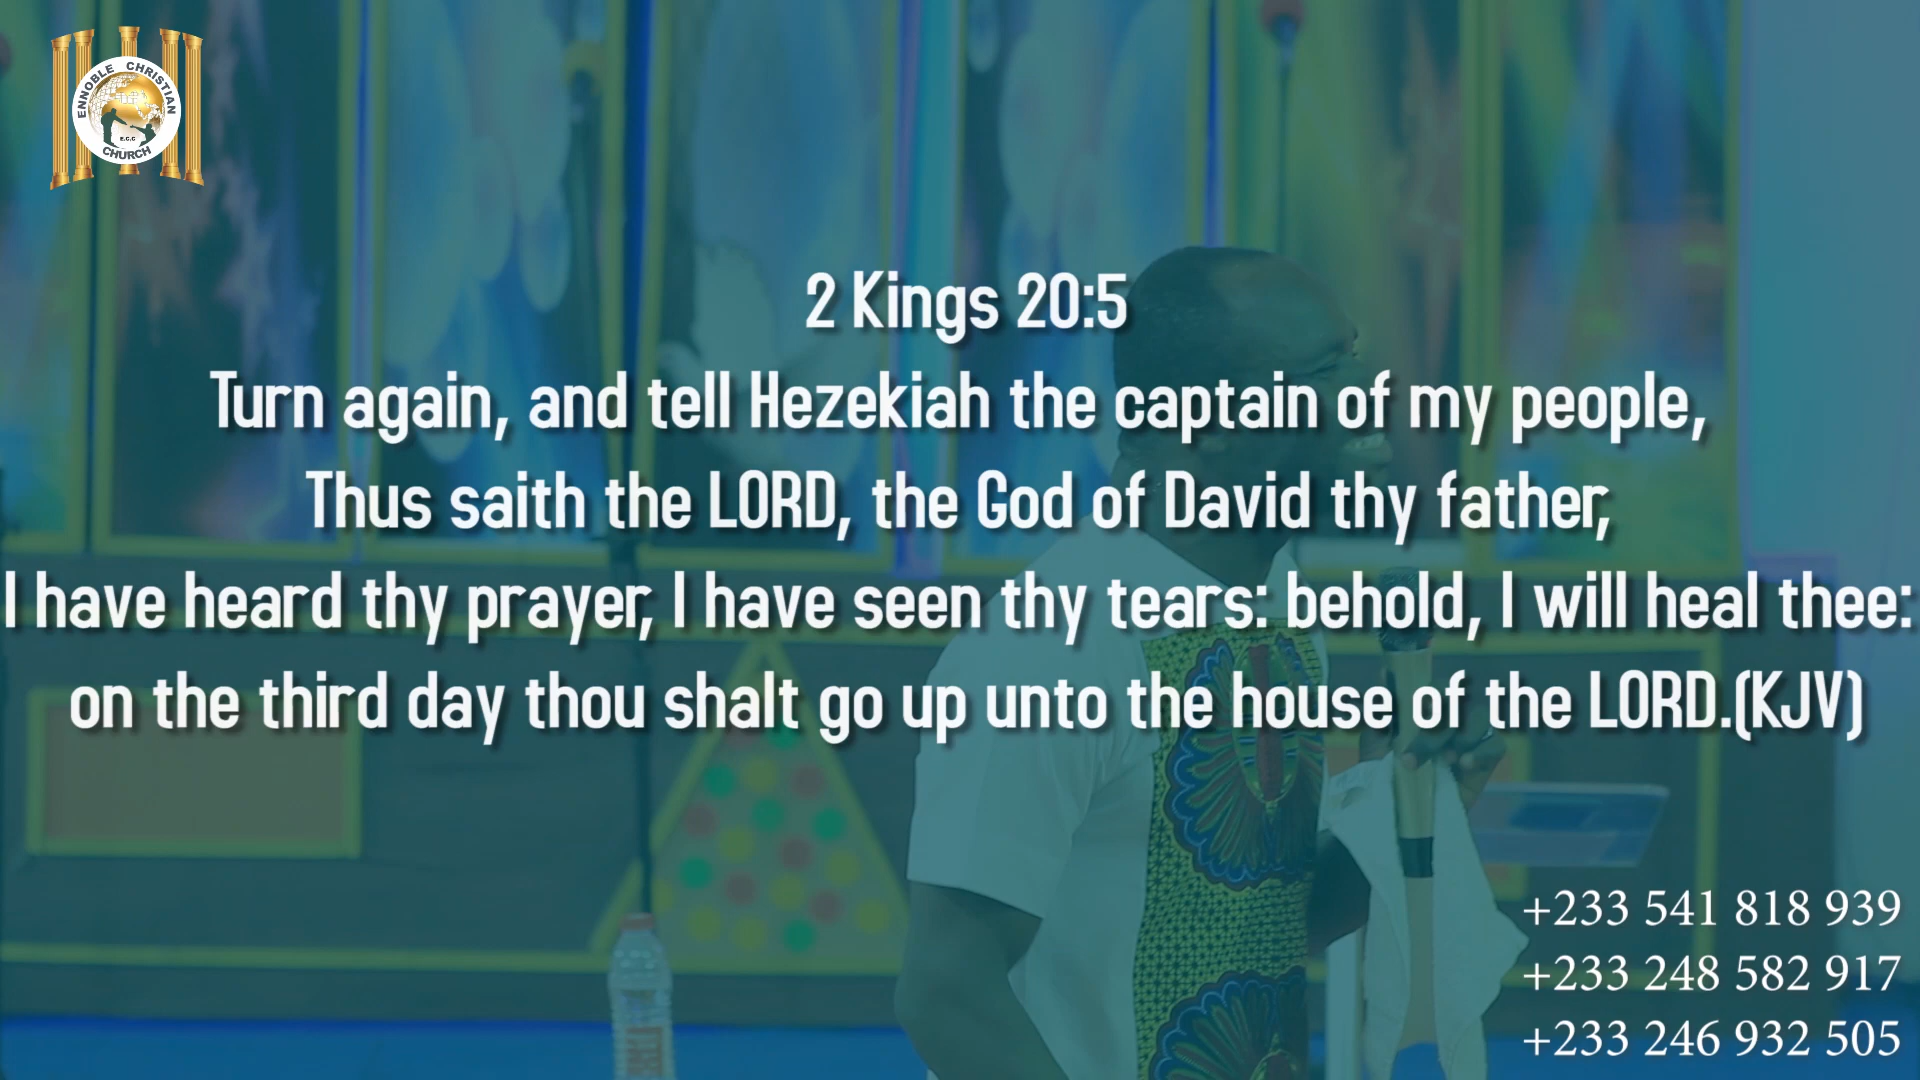 ENNOBLE CHRISTIAN
E.C.C
CHURCH
2 Kings 20:5
Turn again, and tell Hezekiah the captain of my people,
Thus saith the LORD, the God of David thy father,
I have heard thy prayer, I have seen thy tears: behold, I will heal thee:
on the third day thou shalt go up unto the house of the LORD.(KJV)
+233 541 818 939
+233 248 582 917
+233 246 932 505